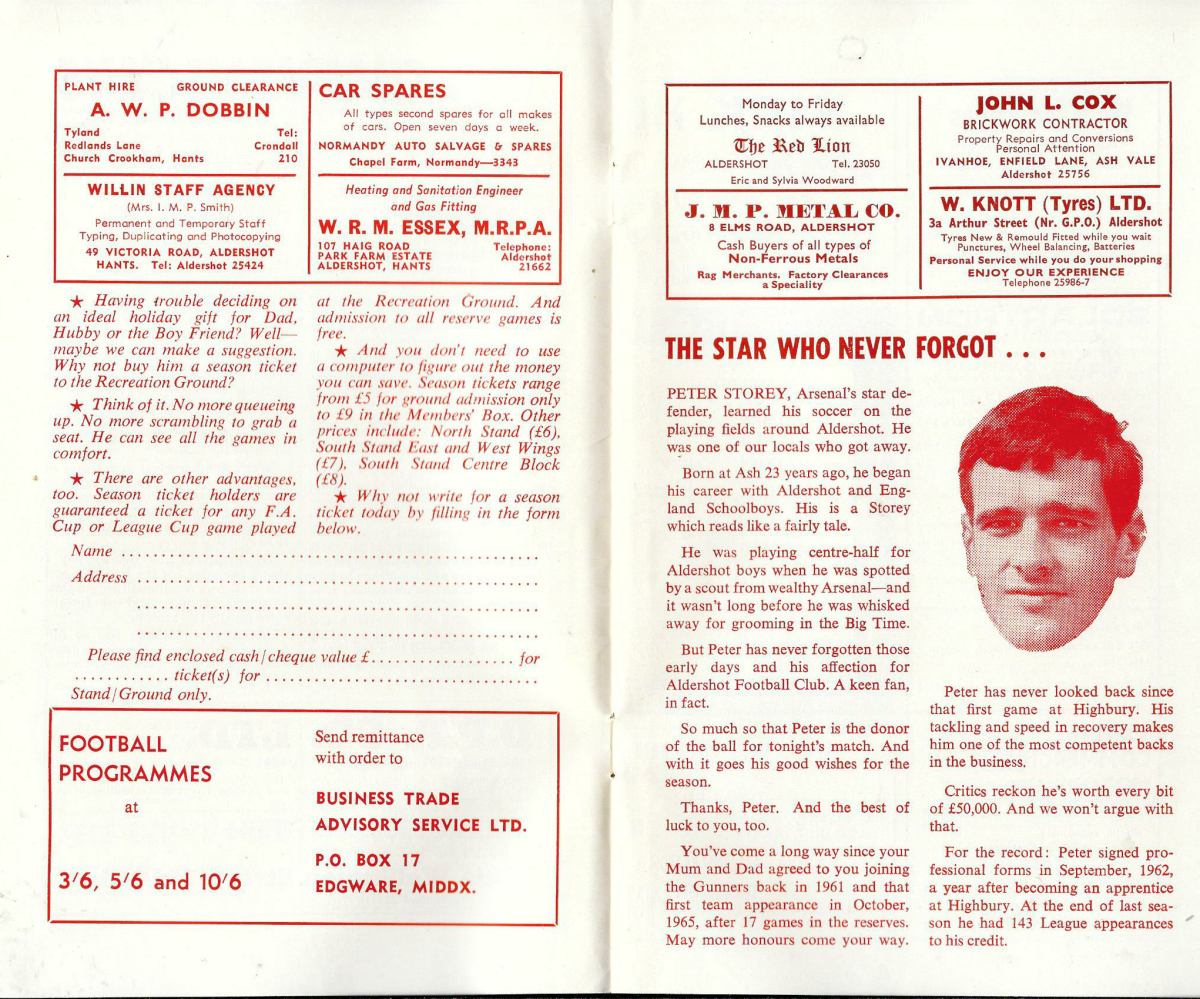 PLANT HIRE GROUND CLEARANCE
A. W. P. DOBBIN
Tyland Tel:
Redlands Lane Crondall
Church Crookham, Hants 210
WILLIN STAFF AGENCY
(Mrs. I. M. P. Smith)
Permanent and Temporary Staff
Typing, Duplicating and Photocopying
49 VICTORIA ROAD, ALDERSHOT
HANTS. Tel: Aldershot 25424
CAR SPARES
All types second spares for all makes
of cars. Open seven days a week.
NORMANDY AUTO SALVAGE & SPARES
Chapel Farm, Normandy—3343
Heating and Sanitation Engineer
and Gas Fitting
W. R. M. ESSEX, M.R.P.A.
107 HAIG ROAD Telephone:
PARK FARM ESTATE Aldershot
ALDERSHOT, HANTS 21662
★ Having trouble deciding on
an ideal holiday gift for Dad,
Hubby or the Boy Friend? Well—
maybe we can make a suggestion.
Why not buy him a season ticket
to the Recreation Ground?
★ Think of it. No more queueing
up. No more scrambling to grab a
seat. He can see all the games in
comfort.
★ There are other advantages,
too. Season ticket holders are
guaranteed a ticket for any F.A.
Cup or League Cup game played
at the Recreation Ground. And
admission to all reserve games is
free.
★ And you don't need to use
a computer to figure out the money
you can save. Season tickets range
from £5 for ground admission only
to £9 in the Members' Box. Other
prices include: North Stand (£6),
South Stand East and West Wings
(£7), South Stand Centre Block
(£8).
★ Why not write for a season
ticket today by filling in the form
below.
Name ..........................................................
Address ........................................................
........................................................
........................................................
Please find enclosed cash/cheque value £.................... for
............ ticket(s) for ......................................
Stand/Ground only.
FOOTBALL
PROGRAMMES
at
3'6, 5'6 and 10'6
Send remittance
with order to
BUSINESS TRADE
ADVISORY SERVICE LTD.
P.O. BOX 17
EDGWARE, MIDDX.
Monday to Friday
Lunches, Snacks always available
The Red Lion
ALDERSHOT Tel. 23050
Eric and Sylvia Woodward
J. M. P. METAL CO.
8 ELMS ROAD, ALDERSHOT
Cash Buyers of all types of
Non-Ferrous Metals
Rag Merchants. Factory Clearances
a Speciality
JOHN L. COX
BRICKWORK CONTRACTOR
Property Repairs and Conversions
Personal Attention
IVANHOE, ENFIELD LANE, ASH VALE
Aldershot 25756
W. KNOTT (Tyres) LTD.
3a Arthur Street (Nr. G.P.O.) Aldershot
Tyres New & Remould Fitted while you wait
Punctures, Wheel Balancing, Batteries
Personal Service while you do your shopping
ENJOY OUR EXPERIENCE
Telephone 25986-7
THE STAR WHO NEVER FORGOT . . .
PETER STOREY, Arsenal's star de-
fender, learned his soccer on the
playing fields around Aldershot. He
was one of our locals who got away.
Born at Ash 23 years ago, he began
his career with Aldershot and Eng-
land Schoolboys. His is a Storey
which reads like a fairly tale.
He was playing centre-half for
Aldershot boys when he was spotted
by a scout from wealthy Arsenal—and
it wasn't long before he was whisked
away for grooming in the Big Time.
But Peter has never forgotten those
early days and his affection for
Aldershot Football Club. A keen fan,
in fact.
So much so that Peter is the donor
of the ball for tonight's match. And
with it goes his good wishes for the
season.
Thanks, Peter. And the best of
luck to you, too.
You've come a long way since your
Mum and Dad agreed to you joining
the Gunners back in 1961 and that
first team appearance in October,
1965, after 17 games in the reserves.
May more honours come your way.
Peter has never looked back since
that first game at Highbury. His
tackling and speed in recovery makes
him one of the most competent backs
in the business.
Critics reckon he's worth every bit
of £50,000. And we won't argue with
that.
For the record: Peter signed pro-
fessional forms in September, 1962,
a year after becoming an apprentice
at Highbury. At the end of last sea-
son he had 143 League appearances
to his credit.